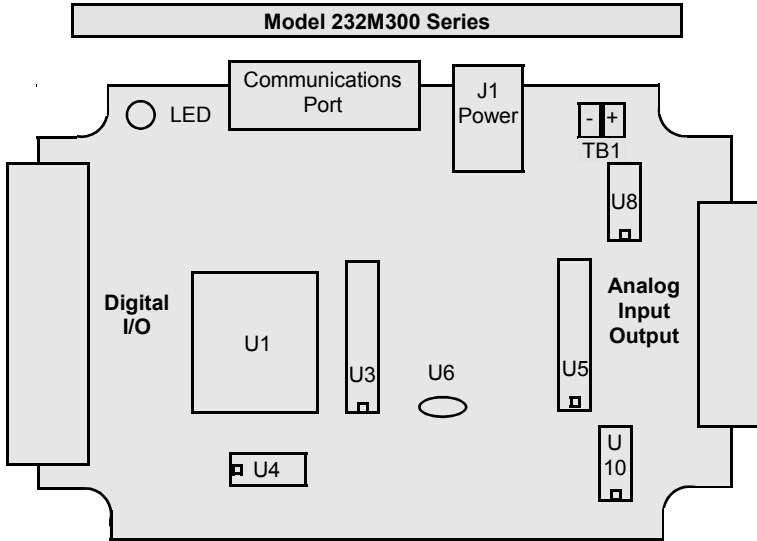 Model 232M300 Series
Communications
Port
J1
Power
LED
- +
TB1
U8
Digital
I/O
Analog
Input
Output
U1
U3
U6
U5
U4
U
10